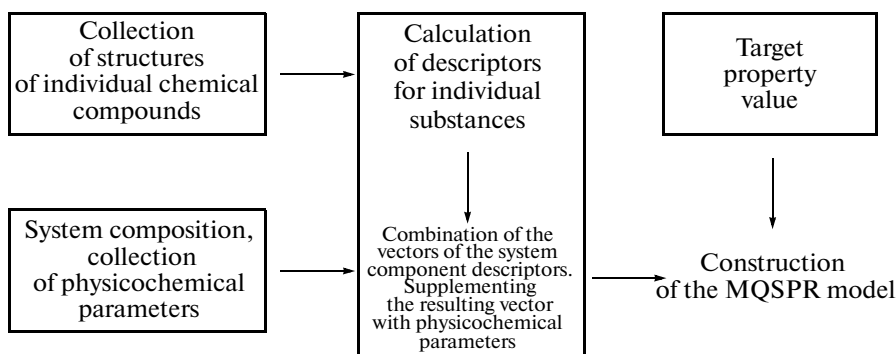 Collection
of structures
of individual chemical
compounds
Calculation
of descriptors
for individual
substances
Target
property
value
System composition,
collection
of physicochemical
parameters
Combination of the
vectors of the system
component descriptors.
Supplementing
the resulting vector
with physicochemical
parameters
Construction
of the MQSPR model